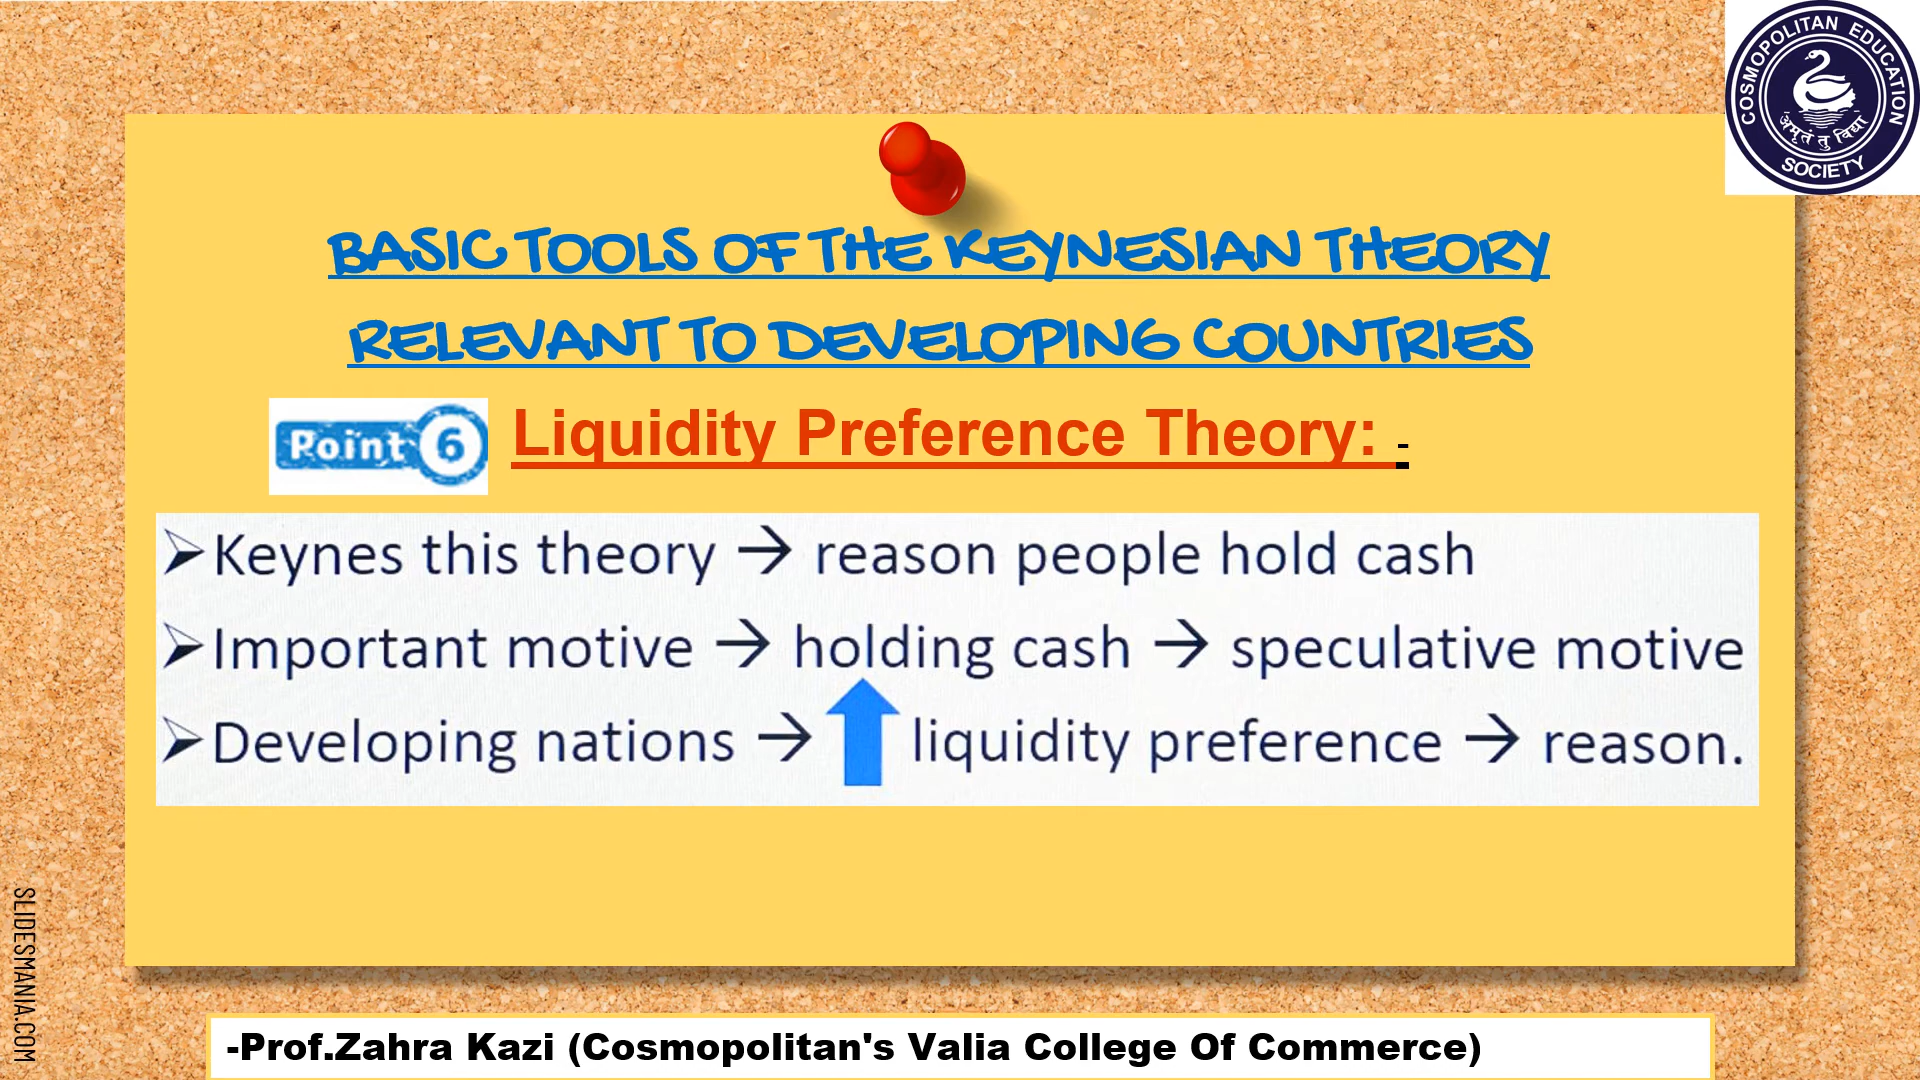 COSMOPOLITAN EDUCATION
अमृतं तु विद्या
SOCIETY
BASIC TOOLS OF THE KEYNESIAN THEORY
RELEVANT TO DEVELOPING COUNTRIES
Point 6
Liquidity Preference Theory: -
➢Keynes this theory → reason people hold cash
➢Important motive → holding cash → speculative motive
➢Developing nations → liquidity preference → reason.
SLIDESMANIA.COM
-Prof.Zahra Kazi (Cosmopolitan's Valia College Of Commerce)